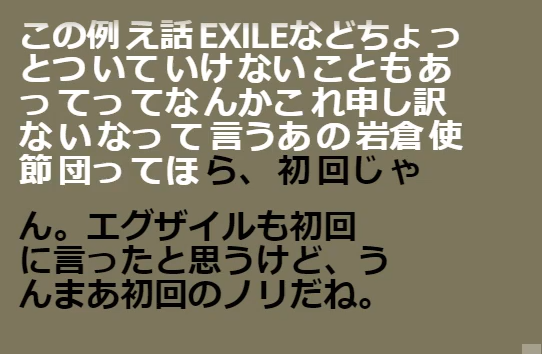 この例え話EXILEなどちょっ
とついていけないこともあ
ってってなんかこれ申し訳
ないなって言うあの岩倉使
節団ってほら、初回じゃ
ん。エグザイルも初回
に言ったと思うけど、う
んまあ初回のノリだね。